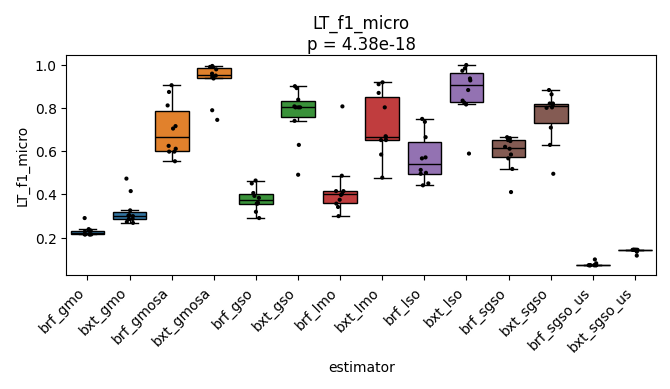 LT_f1_micro
p = 4.38e-18
LT_f1_micro
1.0
0.8
0.6
0.4
0.2
brf_gmo
bxt_gmo
brf_gmosa
bxt_gmosa
brf_gso
bxt_gso
brf_lmo
bxt_lmo
brf_lso
bxt_lso
brf_sgso
bxt_sgso
brf_sgso_us
bxt_sgso_us
estimator